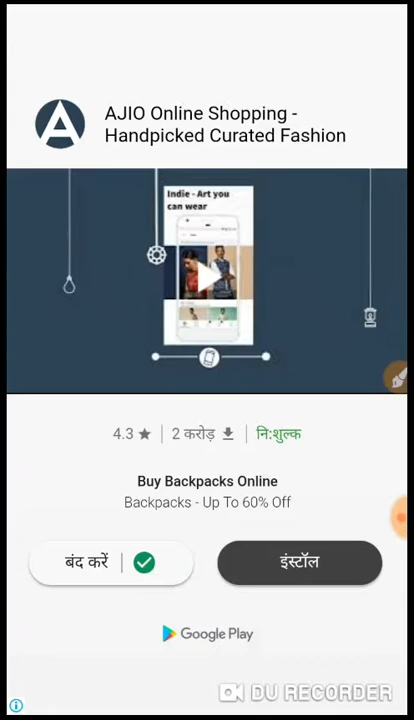 AJIO Online Shopping -
Handpicked Curated Fashion
Indie - Art you
can wear
4.3 ★ | 2 करोड़ | नि:शुल्क
Buy Backpacks Online
Backpacks - Up To 60% Off
बंद करें | इंस्टॉल
Google Play
DU RECORDER